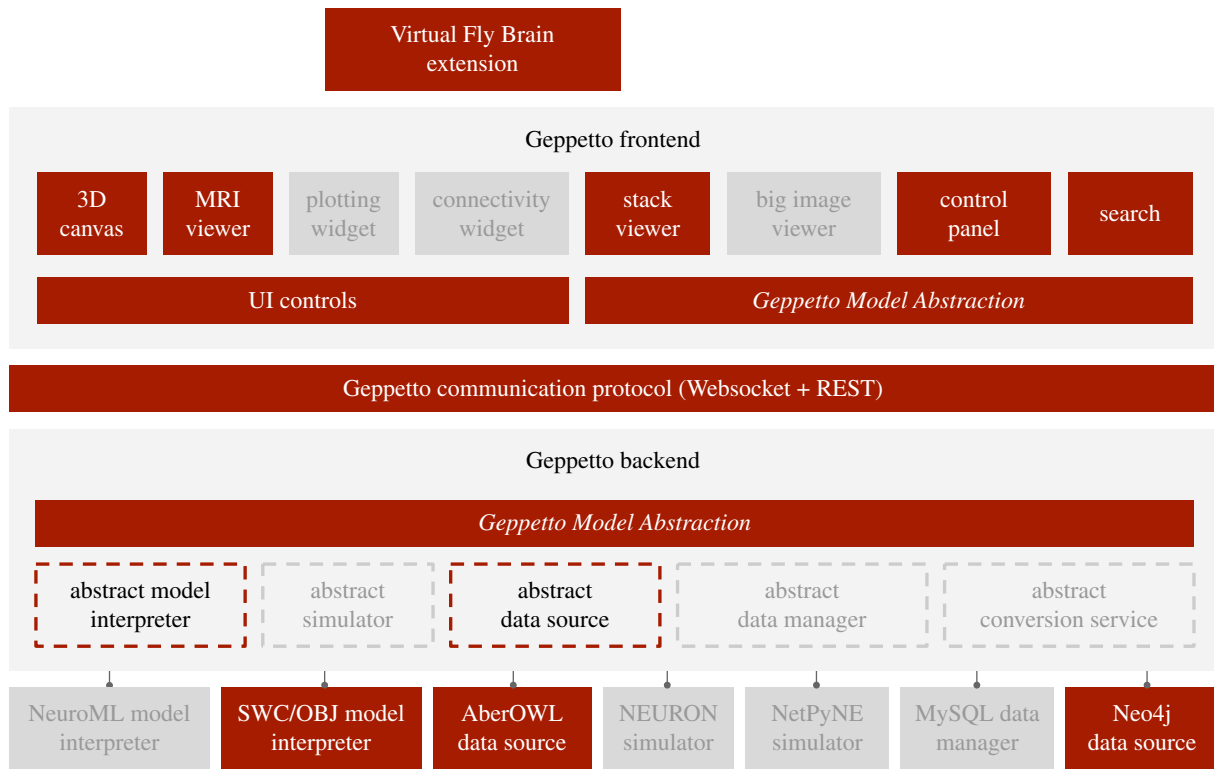 Virtual Fly Brain
extension
Geppetto frontend
3D
canvas
MRI
viewer
plotting
widget
connectivity
widget
stack
viewer
big image
viewer
control
panel
search
UI controls
Geppetto Model Abstraction
Geppetto communication protocol (Websocket + REST)
Geppetto backend
Geppetto Model Abstraction
abstract model
interpreter
abstract
simulator
abstract
data source
abstract
data manager
abstract
conversion service
NeuroML model
interpreter
SWC/OBJ model
interpreter
AberOWL
data source
NEURON
simulator
NetPyNE
simulator
MySQL data
manager
Neo4j
data source